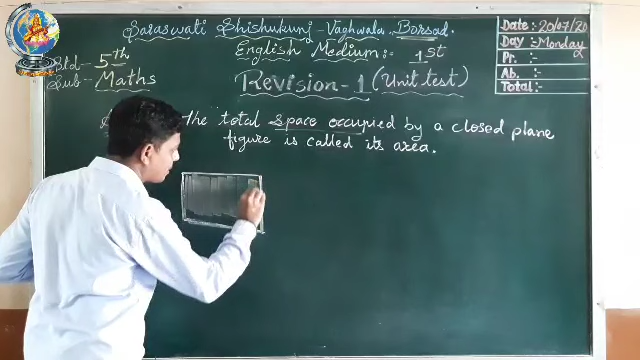 Saraswati Shishukunj - Vaghwala, Borsad.
Std - 5th
English Medium :- 1st
Sub - Maths
Revision - 1 (Unit test)
Date :- 20/07/20
Day :- Monday
Pr. :-
Ab. :-
Total :-
The total space occupied by a closed plane
figure is called its area.